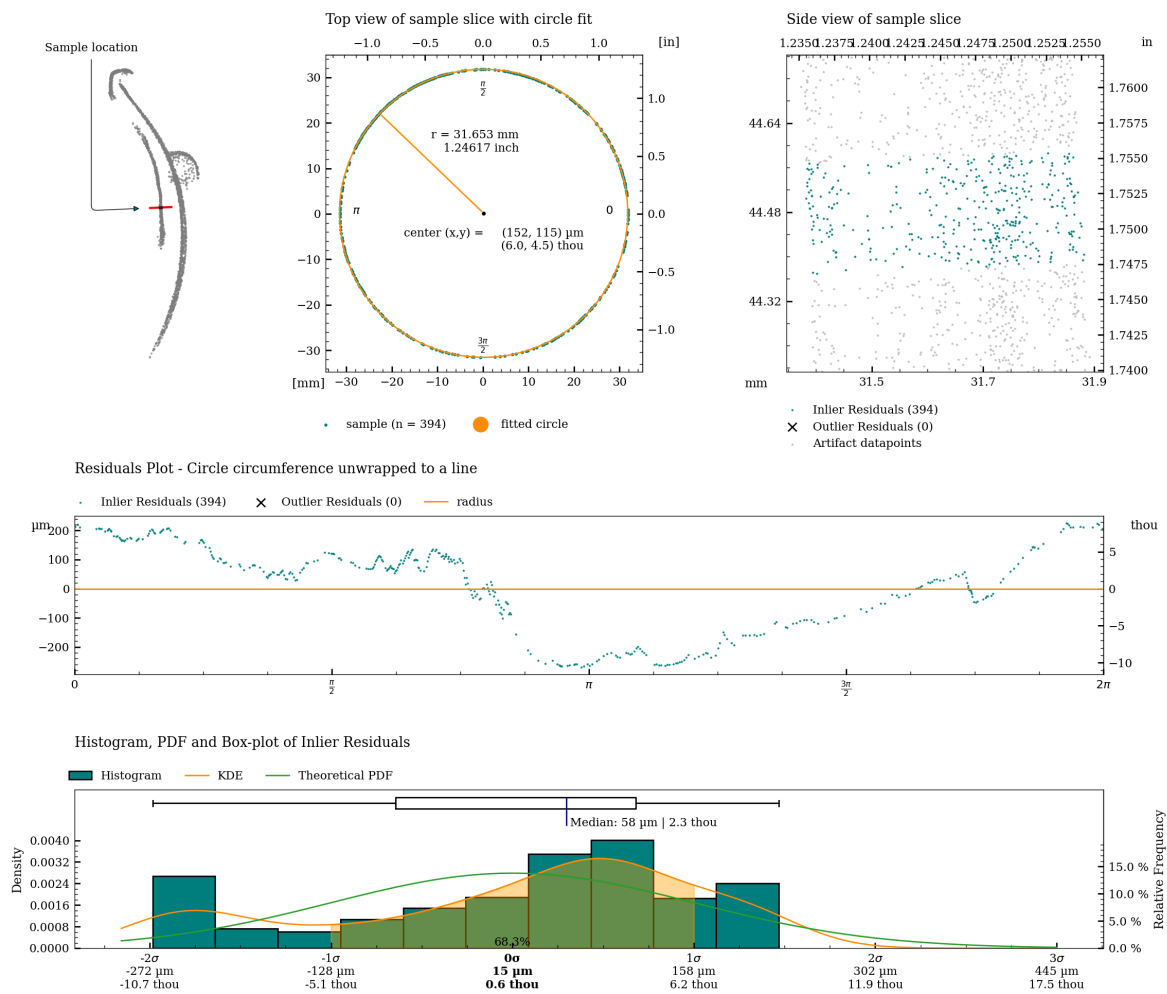 Sample location
Top view of sample slice with circle fit
−1.0 −0.5 0.0 0.5 1.0 [in]
30
20
10
0
−10
−20
−30
[mm] −30 −20 −10 0 10 20 30
1.0
0.5
0.0
−0.5
−1.0
π/2
π
0
3π/2
r = 31.653 mm
1.24617 inch
center (x,y) = (152, 115) µm
(6.0, 4.5) thou
sample (n = 394) fitted circle
Side view of sample slice
1.2350 1.2375 1.2400 1.2425 1.2450 1.2475 1.2500 1.2525 1.2550 in
44.64
44.48
44.32
1.7600
1.7575
1.7550
1.7525
1.7500
1.7475
1.7450
1.7425
1.7400
mm 31.5 31.7 31.9
Inlier Residuals (394)
Outlier Residuals (0)
Artifact datapoints
Residuals Plot - Circle circumference unwrapped to a line
Inlier Residuals (394) Outlier Residuals (0) radius
µm thou
200
100
0
−100
−200
5
0
−5
−10
0 π/2 π 3π/2 2π
Histogram, PDF and Box-plot of Inlier Residuals
Histogram KDE Theoretical PDF
Median: 58 µm | 2.3 thou
Density
0.0040
0.0032
0.0024
0.0016
0.0008
0.0000
Relative Frequency
15.0 %
10.0 %
5.0 %
0.0 %
68.3%
-2σ -1σ 0σ 1σ 2σ 3σ
-272 µm -128 µm 15 µm 158 µm 302 µm 445 µm
-10.7 thou -5.1 thou 0.6 thou 6.2 thou 11.9 thou 17.5 thou